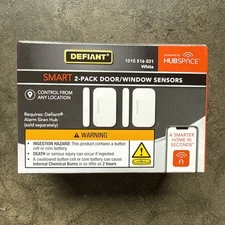 DEFIANT
1010 516 051
White
powered by
HUBSPACE
SMART 2-PACK DOOR/WINDOW SENSORS
CONTROL FROM
ANY LOCATION
Requires Defiant®
Alarm Siren Hub
(sold separately)
WARNING
• INGESTION HAZARD: This product contains a button
cell or coin battery.
• DEATH or serious injury can occur if ingested.
• A swallowed button cell or coin battery can cause
Internal Chemical Burns in as little as 2 hours
A SMARTER
HOME IN
SECONDS